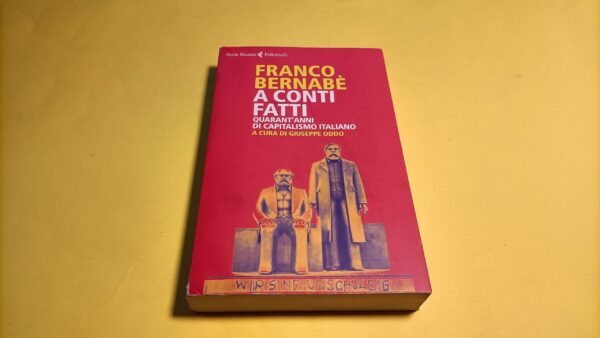 Serie Bianca Feltrinelli
FRANCO
BERNABÈ
A CONTI
FATTI
QUARANT'ANNI
DI CAPITALISMO ITALIANO
A CURA DI GIUSEPPE ODDO
WIR SIND UNSCHULDIG